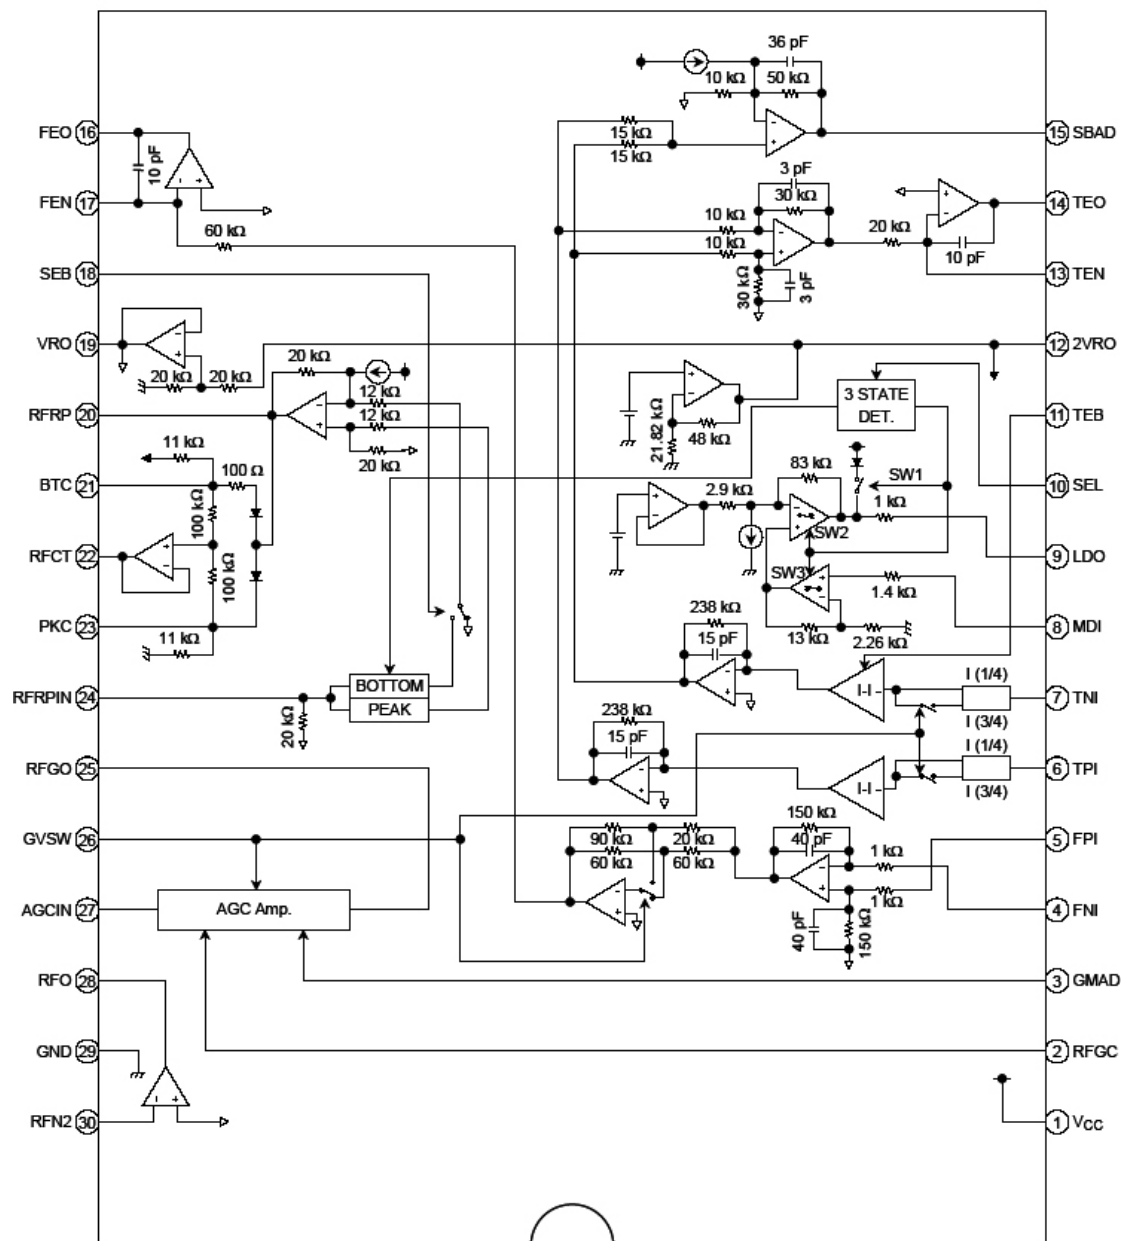 36 pF
10 kΩ
50 kΩ
FEO 16
10 pF
15 kΩ
15 kΩ
15 SBAD
FEN 17
3 pF
30 kΩ
14 TEO
60 kΩ
10 kΩ
10 kΩ
20 kΩ
10 pF
SEB 18
30 kΩ
3 pF
13 TEN
VRO 19
12 2VRO
20 kΩ
20 kΩ
20 kΩ
12 kΩ
3 STATE
DET.
RFRP 20
12 kΩ
21.82 kΩ
48 kΩ
11 TEB
11 kΩ
20 kΩ
100 Ω
83 kΩ
SW1
BTC 21
2.9 kΩ
1 kΩ
10 SEL
100 kΩ
SW2
RFCT 22
9 LDO
100 kΩ
SW3
1.4 kΩ
PKC 23
11 kΩ
238 kΩ
13 kΩ
8 MDI
15 pF
2.26 kΩ
BOTTOM
PEAK
I-I
I (1/4)
RFRPIN 24
7 TNI
20 kΩ
238 kΩ
I (3/4)
15 pF
I (1/4)
RFGO 25
I-I
6 TPI
I (3/4)
150 kΩ
GVSW 26
90 kΩ
20 kΩ
40 pF
5 FPI
60 kΩ
60 kΩ
1 kΩ
1 kΩ
AGCIN 27
AGC Amp.
40 pF
150 kΩ
4 FNI
RFO 28
3 GMAD
GND 29
2 RFGC
RFN2 30
1 VCC